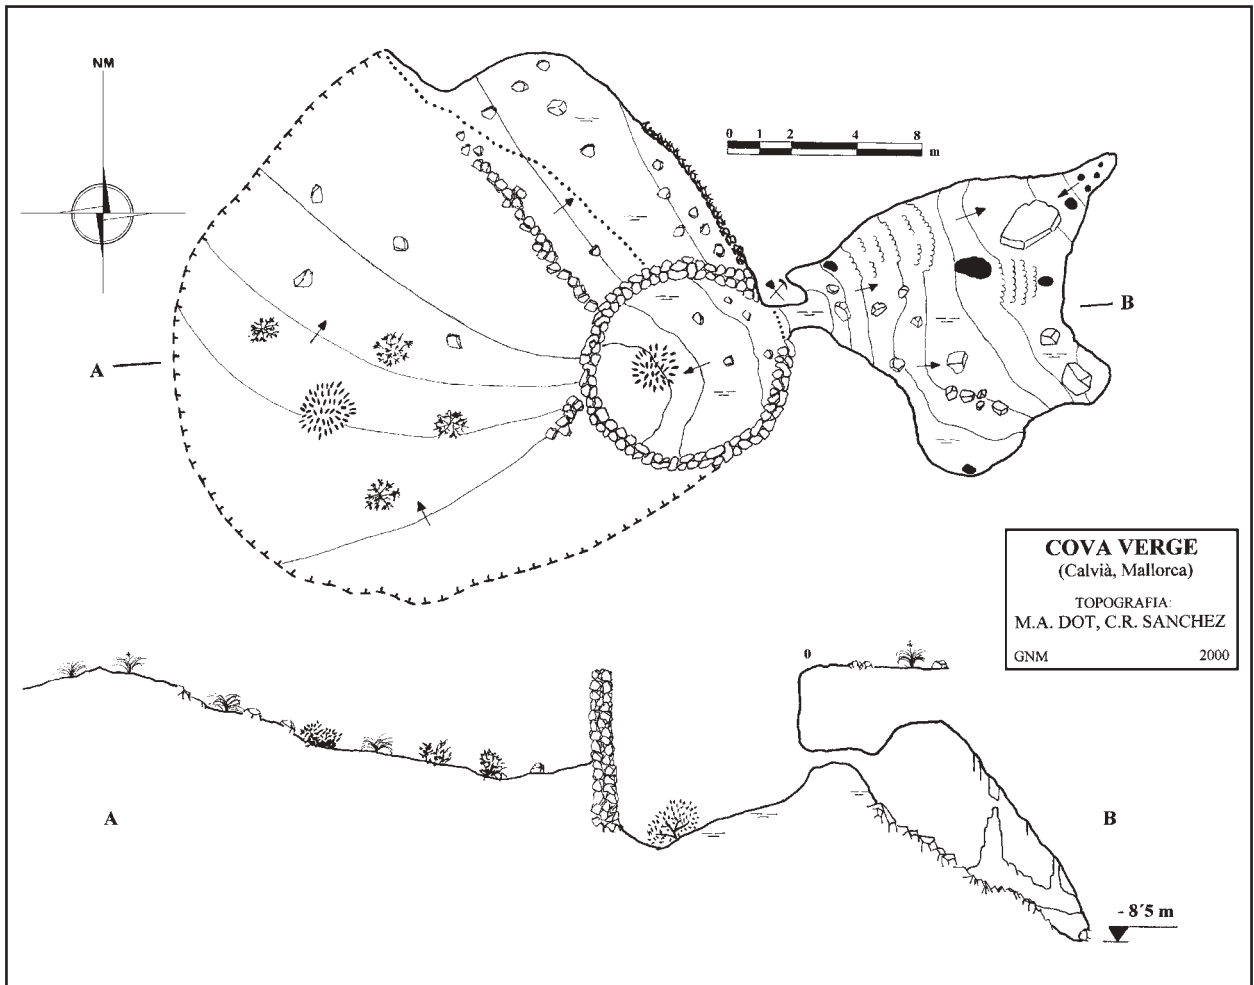 NM
0 1 2 4 8
m
A
B
COVA VERGE
(Calvià, Mallorca)
TOPOGRAFIA:
M.A. DOT, C.R. SANCHEZ
GNM 2000
0
A
B
- 8´5 m